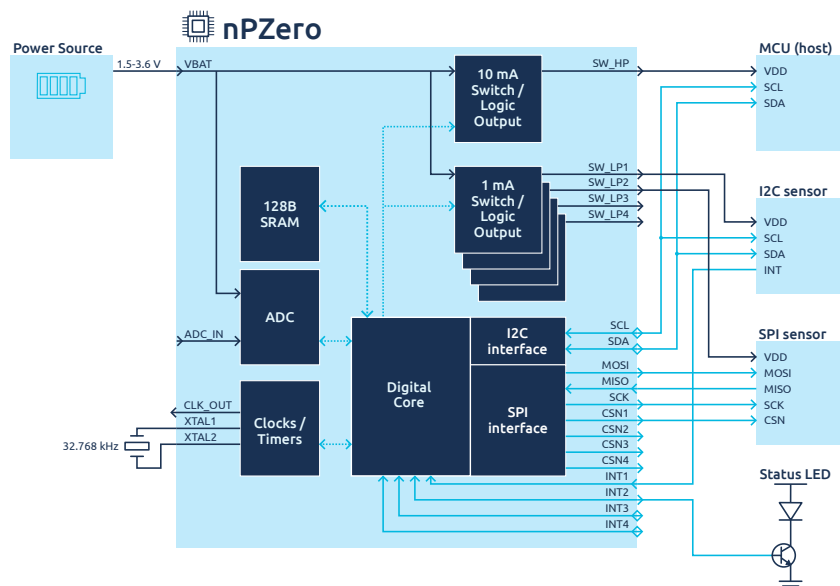 nPZero
Power Source
MCU (host)
1.5-3.6 V
VBAT
10 mA
Switch /
Logic
Output
SW_HP
VDD
SCL
SDA
128B
SRAM
1 mA
Switch /
Logic
Output
SW_LP1
SW_LP2
SW_LP3
SW_LP4
I2C sensor
VDD
SCL
SDA
INT
ADC
ADC_IN
Digital
Core
I2C
interface
SCL
SDA
SPI
interface
MOSI
MISO
SCK
CSN1
CSN2
CSN3
CSN4
SPI sensor
VDD
MOSI
MISO
SCK
CSN
Clocks /
Timers
CLK_OUT
XTAL1
XTAL2
32.768 kHz
INT1
INT2
INT3
INT4
Status LED